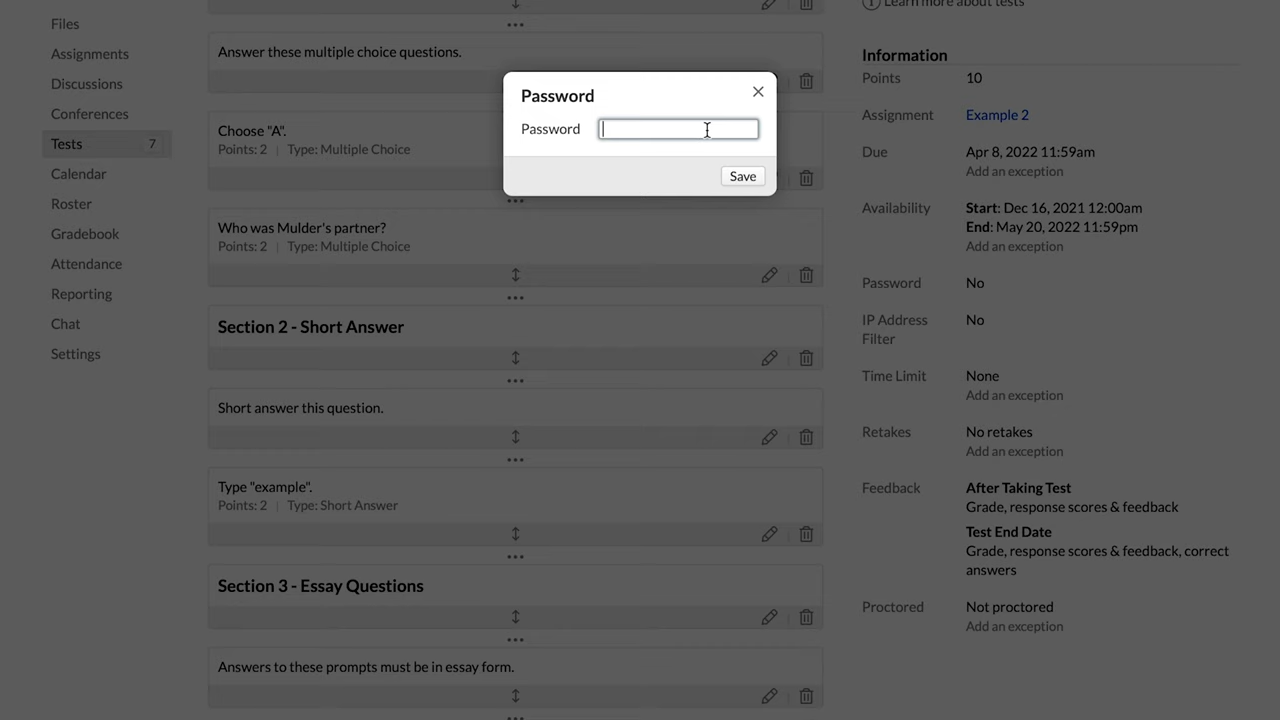 Files
Assignments
Discussions
Conferences
Tests 7
Calendar
Roster
Gradebook
Attendance
Reporting
Chat
Settings
Answer these multiple choice questions.
Choose "A".
Points: 2 | Type: Multiple Choice
Who was Mulder's partner?
Points: 2 | Type: Multiple Choice
Section 2 - Short Answer
Short answer this question.
Type "example".
Points: 2 | Type: Short Answer
Section 3 - Essay Questions
Answers to these prompts must be in essay form.
Password
Password
Save
Learn more about tests
Information
Points 10
Assignment Example 2
Due Apr 8, 2022 11:59am
Add an exception
Availability Start: Dec 16, 2021 12:00am
End: May 20, 2022 11:59pm
Add an exception
Password No
IP Address No
Filter
Time Limit None
Add an exception
Retakes No retakes
Add an exception
Feedback After Taking Test
Grade, response scores & feedback
Test End Date
Grade, response scores & feedback, correct
answers
Proctored Not proctored
Add an exception